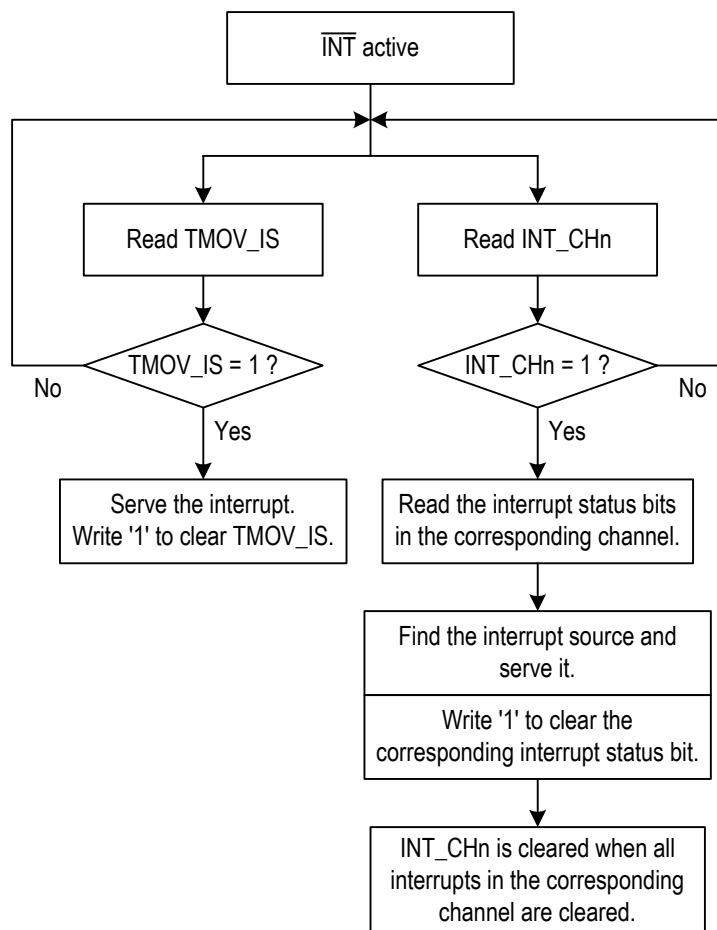 INT active
Read TMOV_IS
Read INT_CHn
TMOV_IS = 1 ?
INT_CHn = 1 ?
No
No
Yes
Yes
Serve the interrupt.
Write '1' to clear TMOV_IS.
Read the interrupt status bits
in the corresponding channel.
Find the interrupt source and
serve it.
Write '1' to clear the
corresponding interrupt status bit.
INT_CHn is cleared when all
interrupts in the corresponding
channel are cleared.